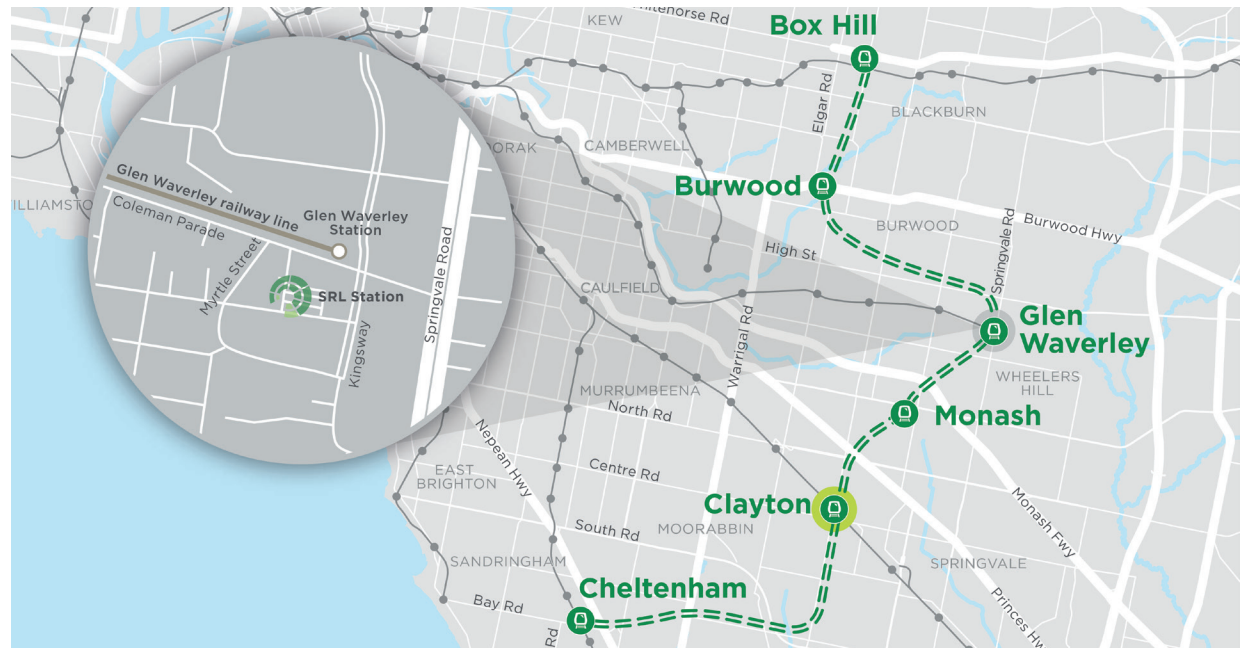 KEW
Whitehorse Rd
Box Hill
Elgar Rd
BLACKBURN
CAMBERWELL
Burwood
BURWOOD
Burwood Hwy
High St
Springvale Rd
CAULFIELD
Glen
Waverley
Warrigal Rd
WHEELERS
HILL
MURRUMBEENA
North Rd
Monash
Nepean Hwy
EAST
BRIGHTON
Centre Rd
Clayton
Monash Fwy
South Rd
MOORABBIN
SANDRINGHAM
SPRINGVALE
Cheltenham
Bay Rd
Rd
Princes Hw
ORAK
ILLIAMSTO
Glen Waverley railway line
Coleman Parade
Glen Waverley
Station
Myrtle Street
SRL Station
Kingsway
Springvale Road